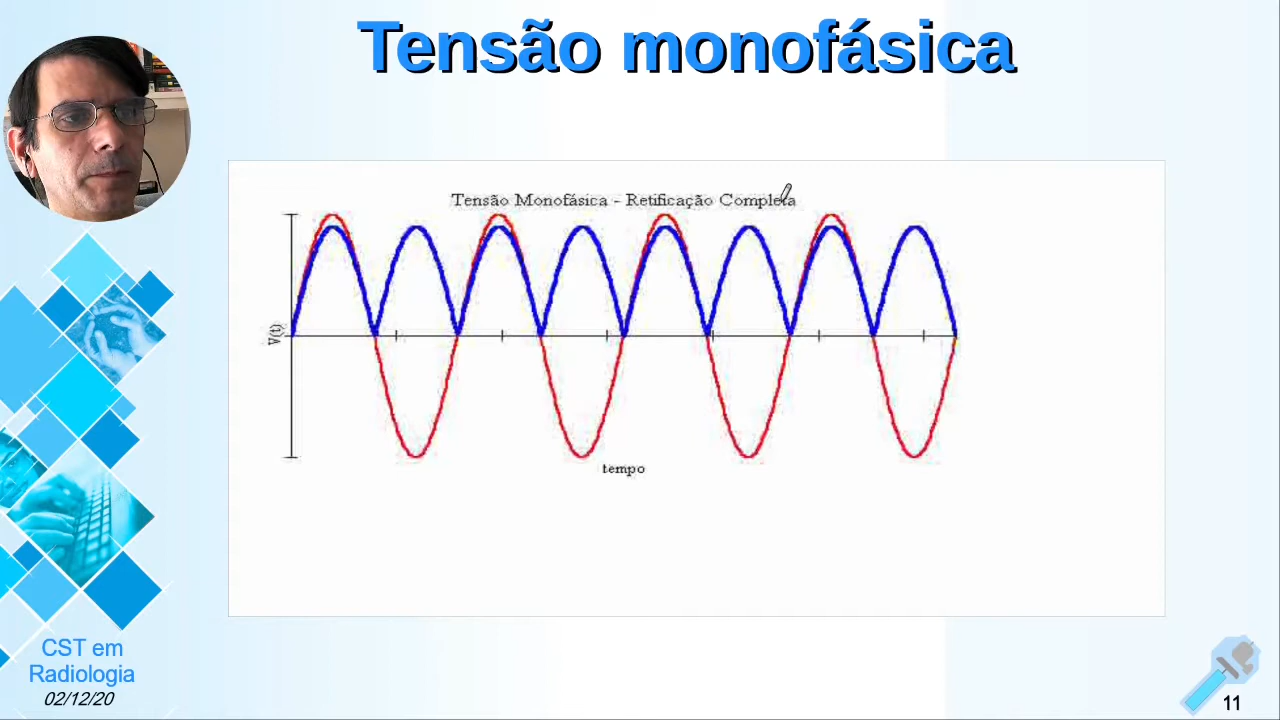 Tensão monofásica
Tensão Monofásica - Retificação Completa
V(t)
tempo
CST em
Radiologia
02/12/20
11